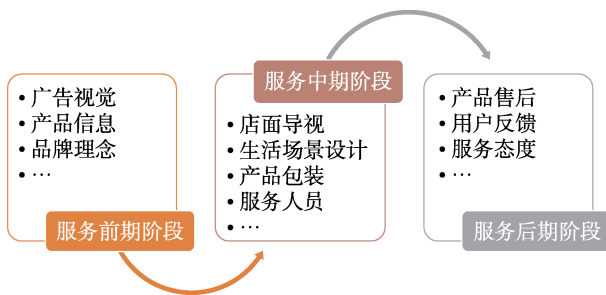 • 广告视觉
• 产品信息
• 品牌理念
• …
服务前期阶段
服务中期阶段
• 店面导视
• 生活场景设计
• 产品包装
• 服务人员
• …
• 产品售后
• 用户反馈
• 服务态度
• …
服务后期阶段